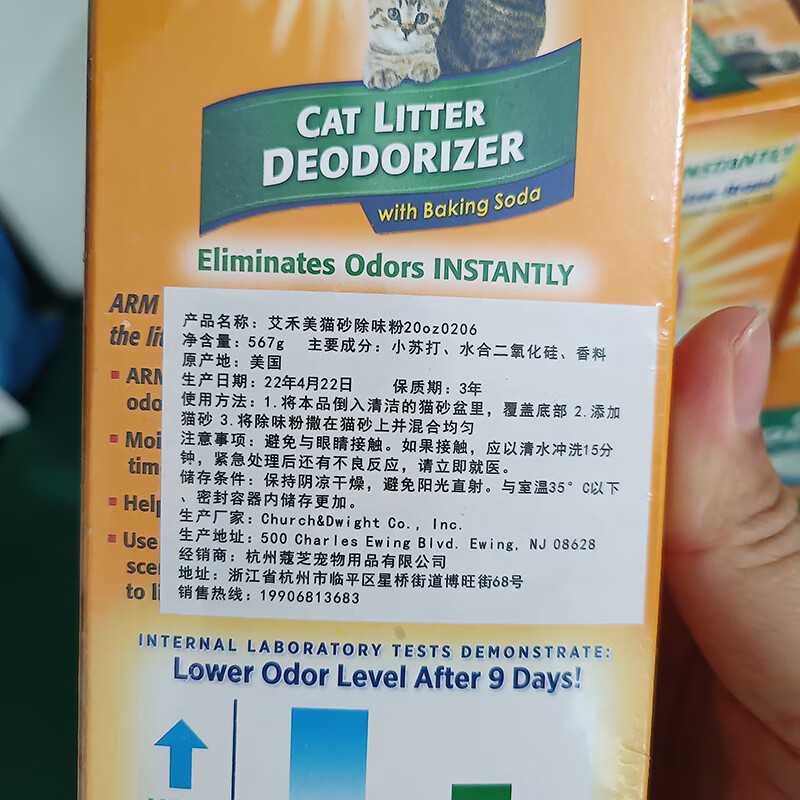 CAT LITTER
DEODORIZER
with Baking Soda
Eliminates Odors INSTANTLY
ARM
the
产品名称：艾禾美猫砂除味粉20oz0206
净含量：567g 主要成分：小苏打、水合二氧化硅、香料
原产地：美国
生产日期：22年4月22日 保质期：3年
使用方法：1.将本品倒入清洁的猫砂盆里，覆盖底部 2.添加
猫砂 3.将除味粉撒在猫砂上并混合均匀
注意事项：避免与眼睛接触。如果接触，应以清水冲洗15分
钟，紧急处理后还有不良反应，请立即就医。
储存条件：保持阴凉干燥，避免阳光直射。与室温35°C以下
、密封容器内储存更加。
生产厂家：Church&Dwight Co., Inc.
生产地址：500 Charles Ewing Blvd. Ewing, NJ 08628
经销商：杭州蔻芝宠物用品有限公司
地址：浙江省杭州市临平区星桥街道博旺街68号
销售热线：19906813683
▪ Use
to
INTERNAL LABORATORY TESTS DEMONSTRATE:
Lower Odor Level After 9 Days!
INSTANTLY